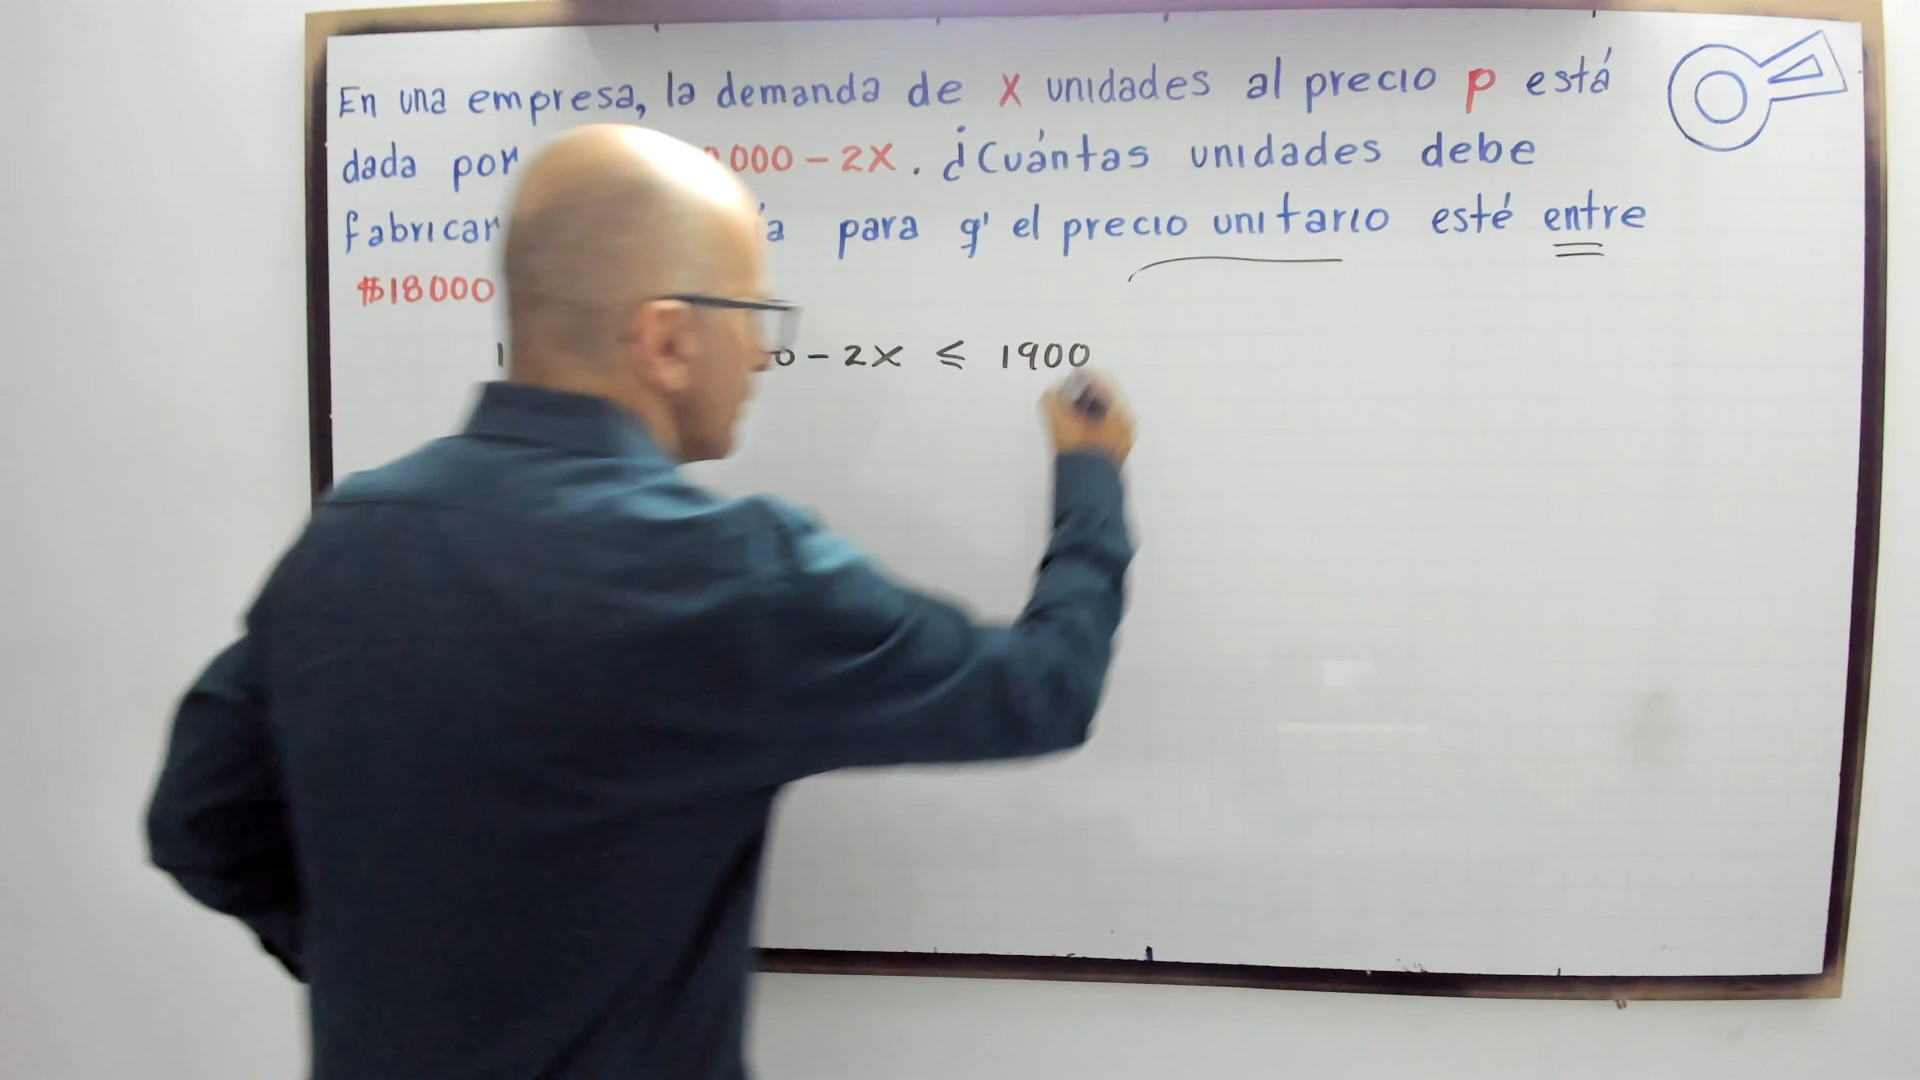 En una empresa, la demanda de x unidades al precio p está
dada por 000 - 2x. ¿Cuántas unidades debe
fabricar para q' el precio unitario esté entre
$18000
- 2x ≤ 1900